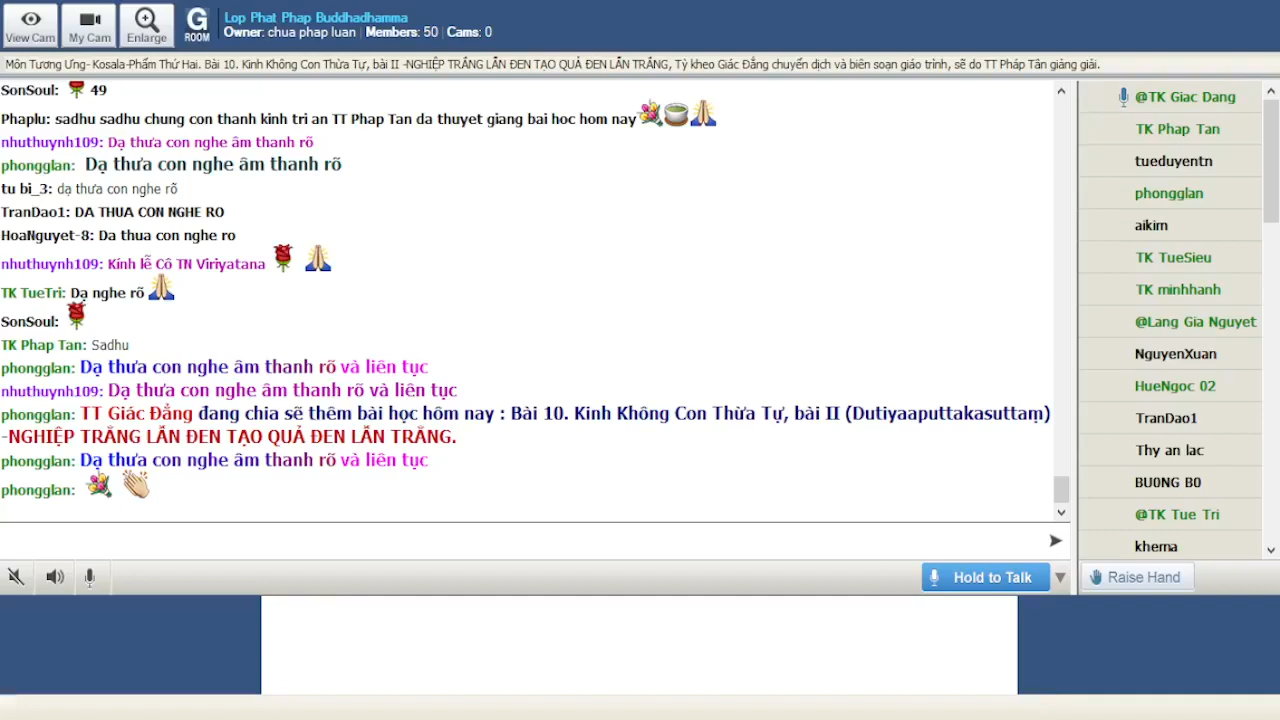 View Cam
My Cam
Enlarge
G
ROOM
Lop Phat Phap Buddhadhamma
Owner: chua phap luan | Members: 50 | Cams: 0
Môn Tương Ưng- Kosala-Phẩm Thứ Hai. Bài 10. Kinh Không Con Thừa Tự, bài II -NGHIỆP TRẮNG LẪN ĐEN TẠO QUẢ ĐEN LẪN TRẮNG, Tỳ kheo Giác Đẳng chuyển dịch và biên soạn giáo trình, sẽ do TT Pháp Tân giảng giải.
SonSoul: 49
Phaplu: sadhu sadhu chung con thanh kinh tri an TT Phap Tan da thuyet giang bai hoc hom nay
nhuthuynh109: Dạ thưa con nghe âm thanh rõ
phongglan: Dạ thưa con nghe âm thanh rõ
tu bi_3: dạ thưa con nghe rõ
TranDao1: DA THUA CON NGHE RO
HoaNguyet-8: Da thua con nghe ro
nhuthuynh109: Kính lễ Cô TN Viriyatana
TK TueTri: Dạ nghe rõ
SonSoul:
TK Phap Tan: Sadhu
phongglan: Dạ thưa con nghe âm thanh rõ và liên tục
nhuthuynh109: Dạ thưa con nghe âm thanh rõ và liên tục
phongglan: TT Giác Đẳng đang chia sẽ thêm bài học hôm nay : Bài 10. Kinh Không Con Thừa Tự, bài II (Dutiyaaputtakasuttaṃ)
-NGHIỆP TRẮNG LẪN ĐEN TẠO QUẢ ĐEN LẪN TRẮNG.
phongglan: Dạ thưa con nghe âm thanh rõ và liên tục
phongglan:
@TK Giac Dang
TK Phap Tan
tueduyentn
phongglan
aikim
TK TueSieu
TK minhhanh
@Lang Gia Nguyet
NguyenXuan
HueNgoc 02
TranDao1
Thy an lac
BU0NG B0
@TK Tue Tri
khema
Hold to Talk
Raise Hand